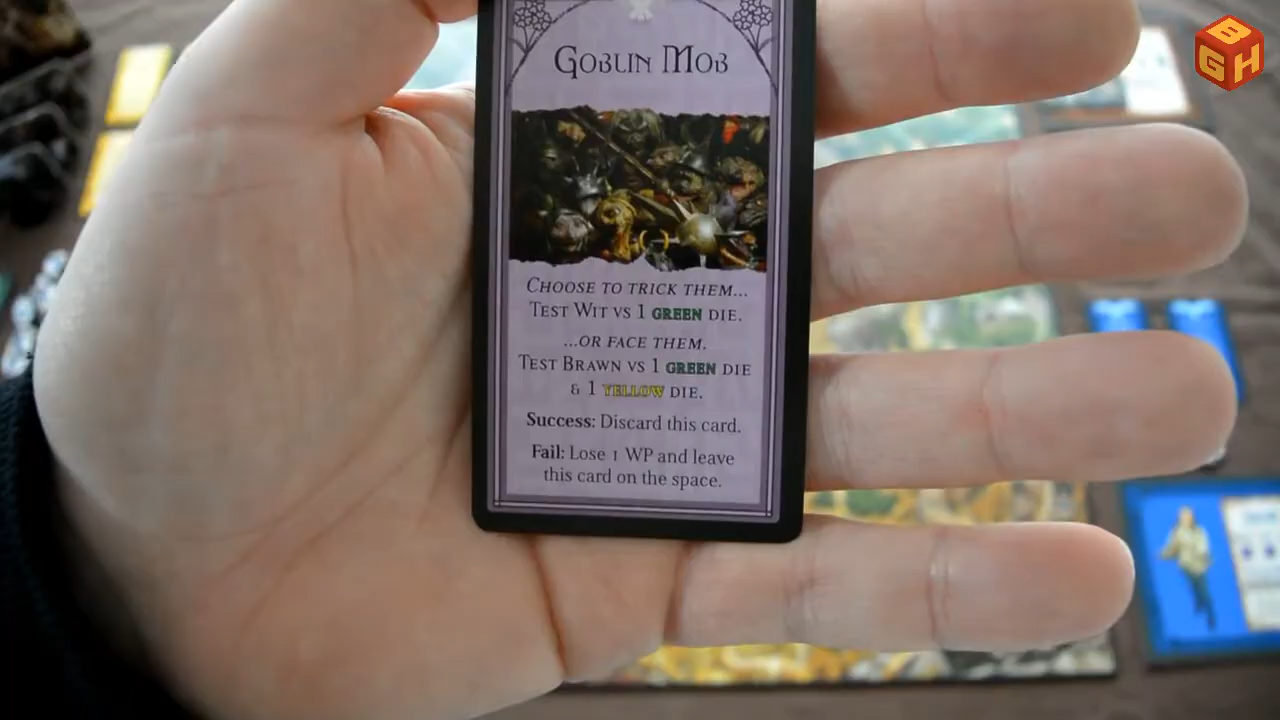 BGH
Goblin Mob
Choose to trick them...
Test Wit vs 1 GREEN die.
...or face them.
Test Brawn vs 1 GREEN die
& 1 YELLOW die.
Success: Discard this card.
Fail: Lose 1 WP and leave
this card on the space.